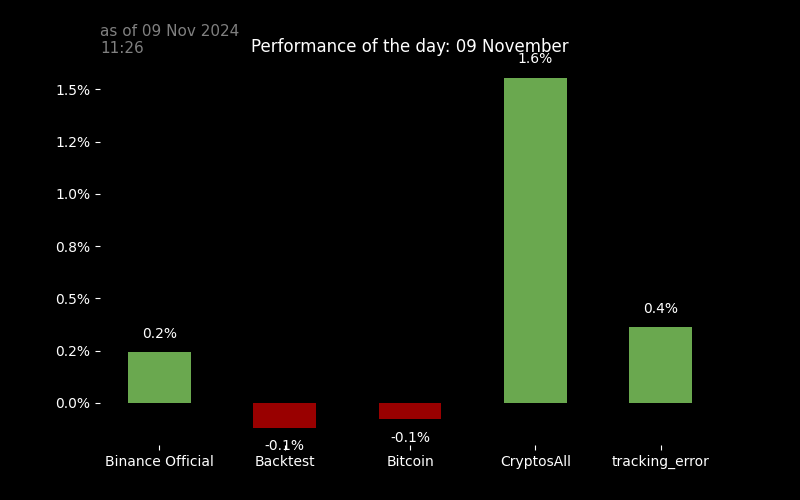 as of 09 Nov 2024
11:26
Performance of the day: 09 November
1.6%
1.5%
1.2%
1.0%
0.8%
0.5%
0.4%
0.2%
0.2%
0.0%
-0.1%
-0.1%
Binance Official
Backtest
Bitcoin
CryptosAll
tracking_error